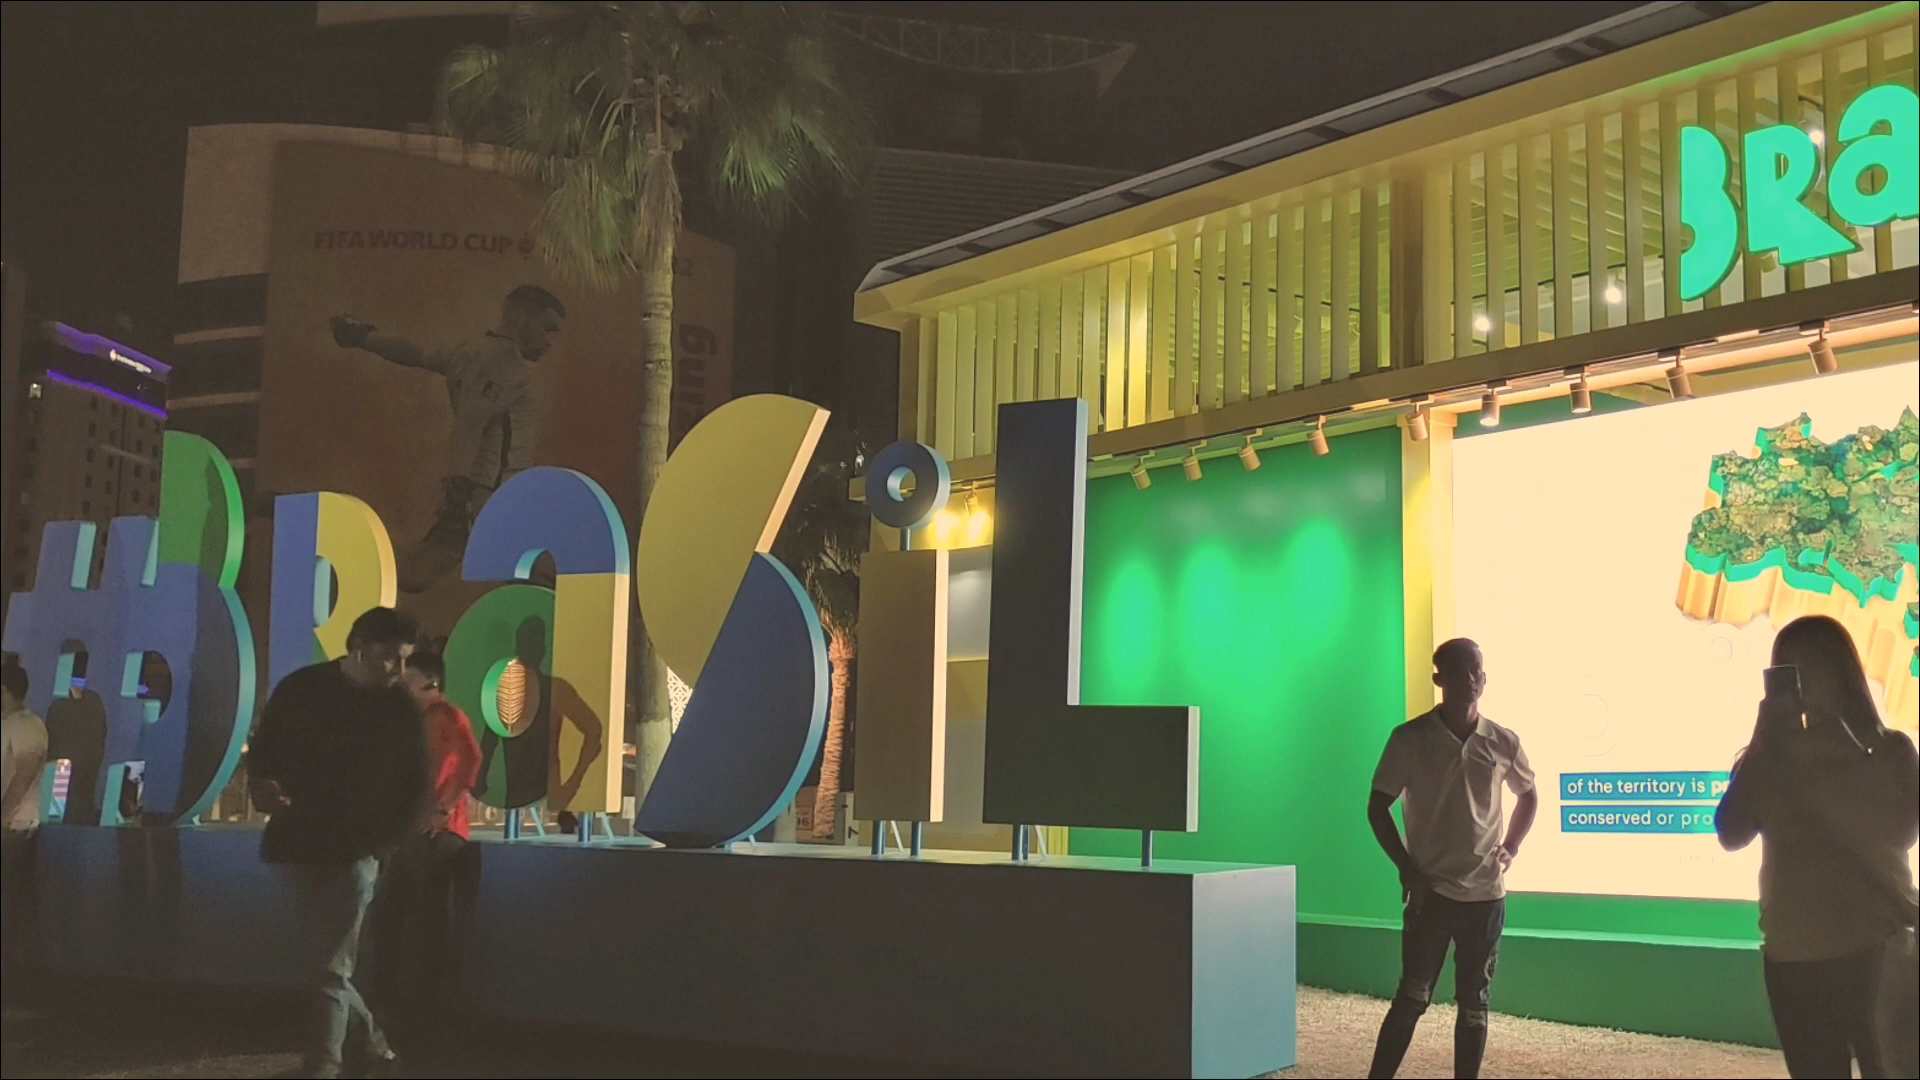 FIFA WORLD CUP
#BRasiL
BRa
of the territory is
conserved or